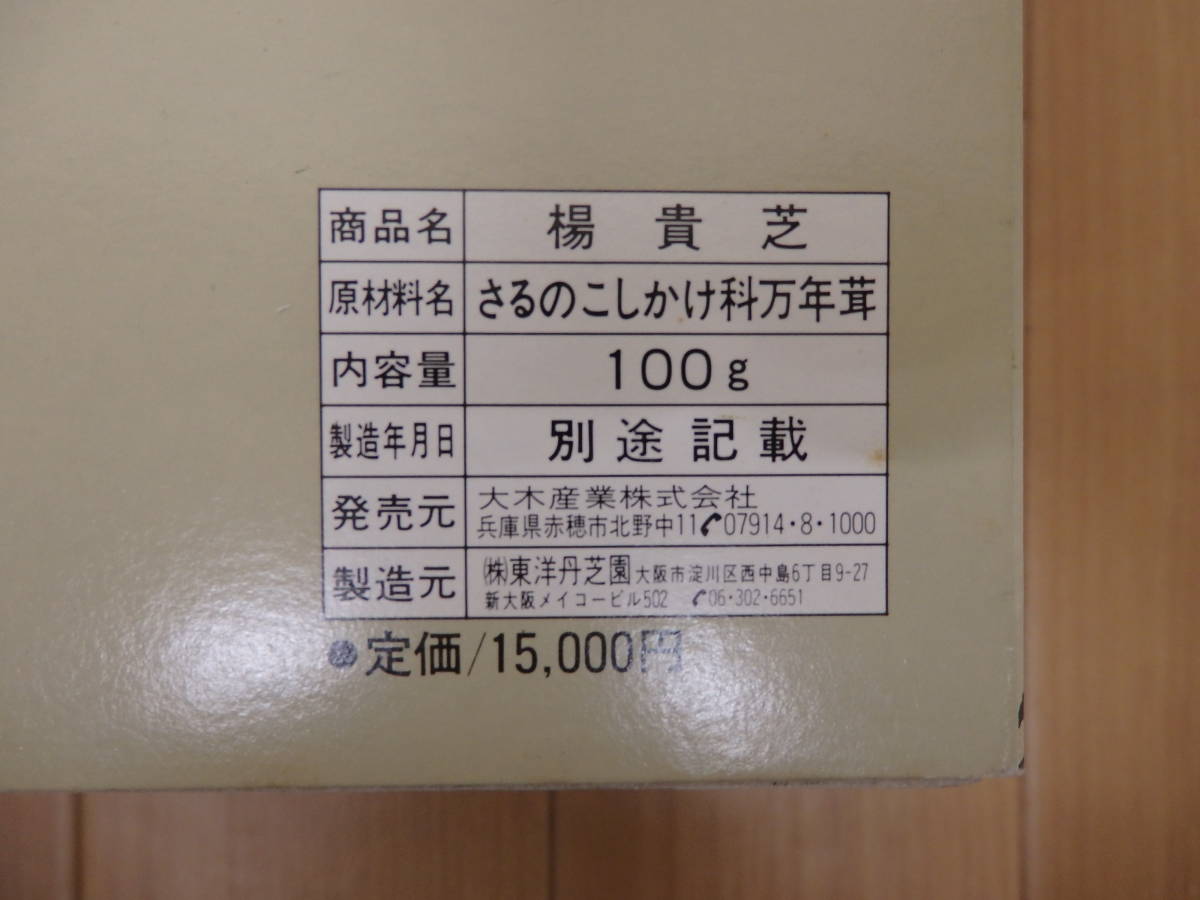 商品名 楊貴芝
原材料名 さるのこしかけ科万年茸
内容量 100g
製造年月日 別途記載
発売元 大木産業株式会社
兵庫県赤穂市北野中11 ✆07914・8・1000
製造元 ㈱東洋丹芝園 大阪市淀川区西中島6丁目9-27
新大阪メイコービル502 ✆06・302・6651
●定価/15,000円